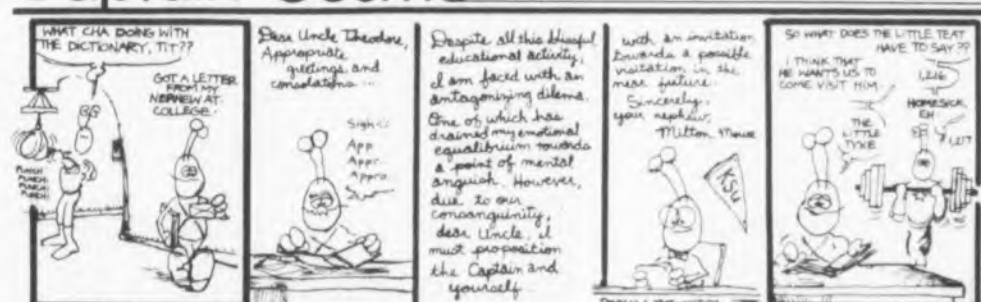 WHAT CHA DOING WITH
THE DICTIONARY, TIT??
GOT A LETTER
FROM MY
NEPHEW AT
COLLEGE.
PUNCH!
PUNCH!
PUNCH!
PUNCH!
Dear Uncle Theodore,
Appropriate
greetings and
consolations...
Sigh...
App
Appr.
Appro.
Despite all this blissful
educational activity,
I am faced with an
antagonizing dilema.
One of which has
drained my emotional
equalibrium towards
a point of mental
anguish. However,
due to our
consanguinity,
dear Uncle, I
must proposition
the Captain and
yourself
with an invitation
towards a possible
visitation in the
near future.
Sincerely,
your nephew,
Milton Mouse
KSU
SO WHAT DOES THE LITTLE TEAT
HAVE TO SAY??
I THINK THAT
HE WANTS US TO
COME VISIT HIM.
1,216
HOMESICK,
EH
1,217
THE
LITTLE
TYKE